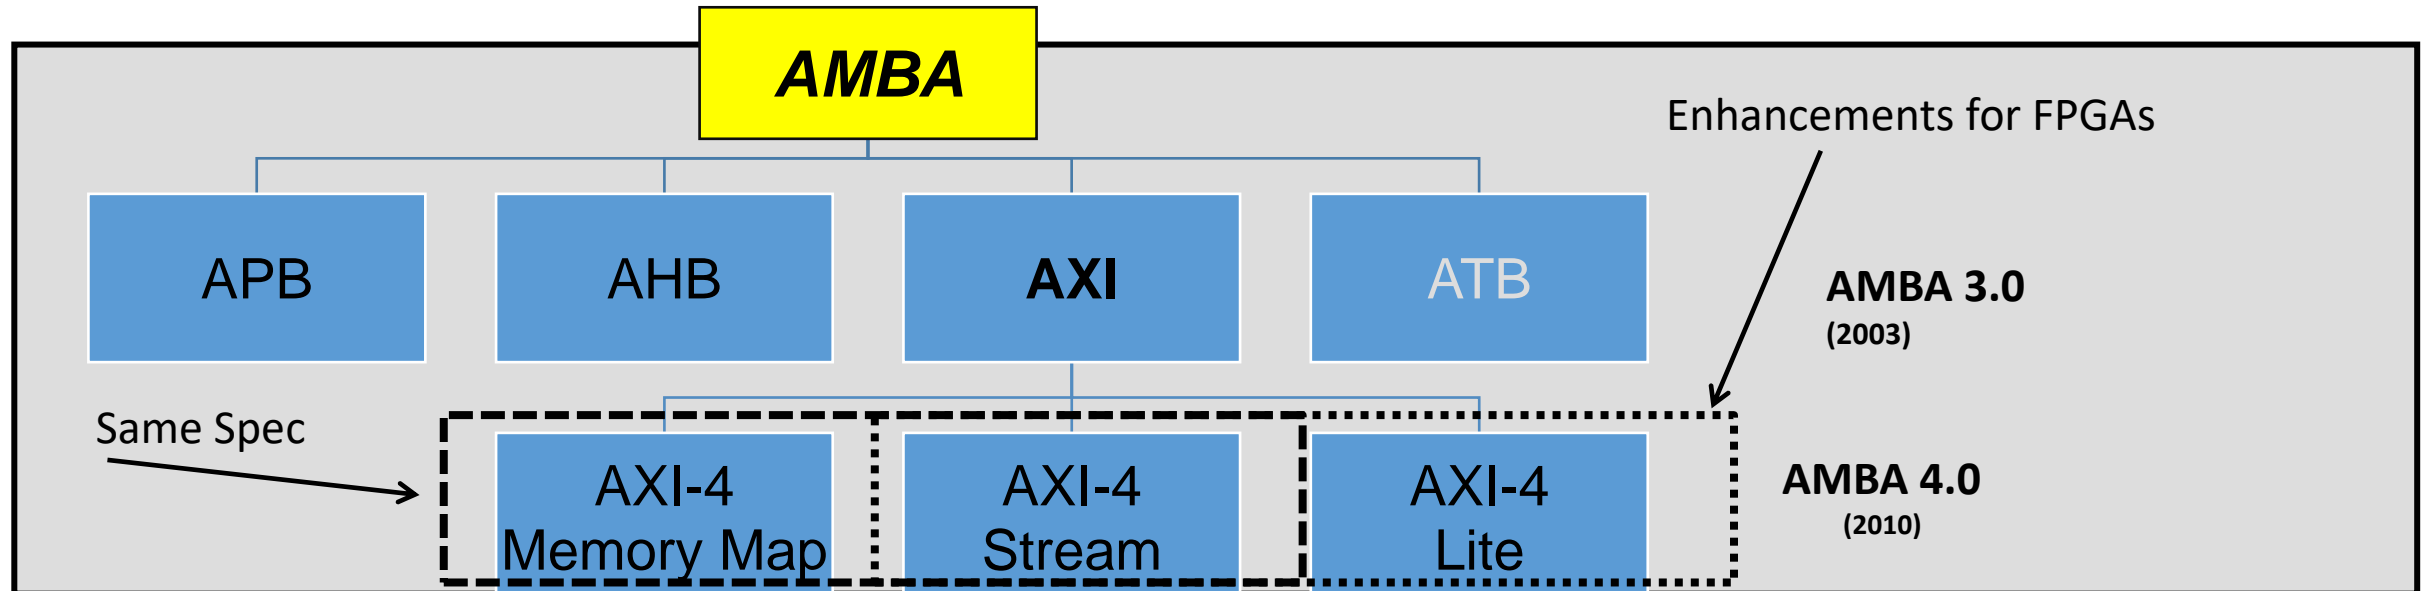 AMBA
Enhancements for FPGAs
APB
AHB
AXI
ATB
AMBA 3.0
(2003)
Same Spec
AXI-4
Memory Map
AXI-4
Stream
AXI-4
Lite
AMBA 4.0
(2010)